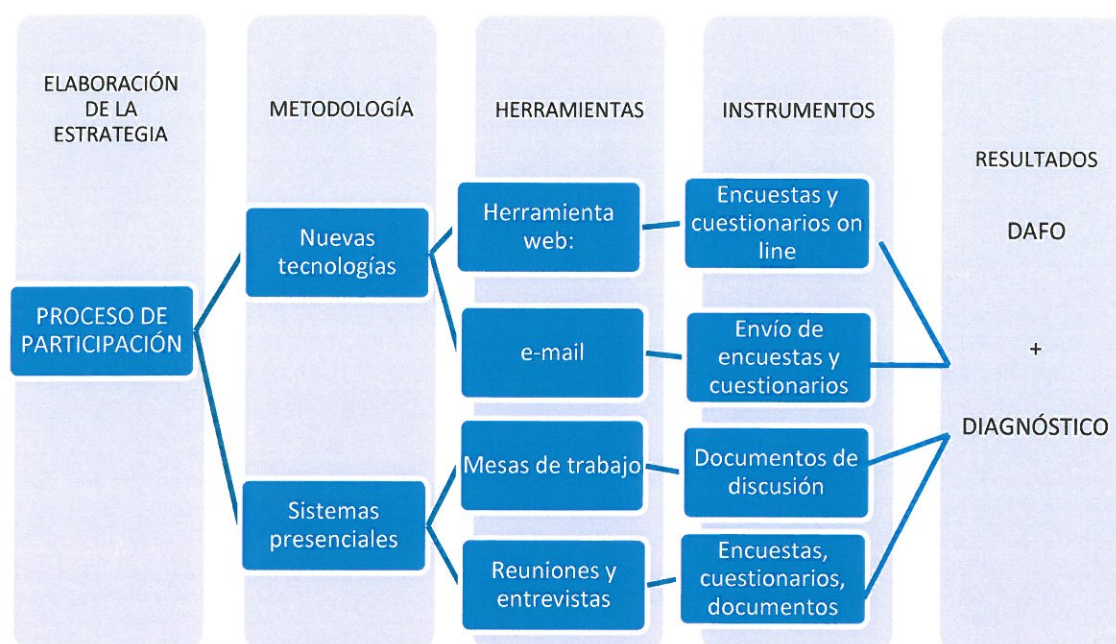 ELABORACIÓN
DE LA
ESTRATEGIA
METODOLOGÍA
HERRAMIENTAS
INSTRUMENTOS
RESULTADOS
PROCESO DE
PARTICIPACIÓN
Nuevas
tecnologías
Sistemas
presenciales
Herramienta
web:
e-mail
Mesas de trabajo
Reuniones y
entrevistas
Encuestas y
cuestionarios on
line
Envío de
encuestas y
cuestionarios
Documentos de
discusión
Encuestas,
cuestionarios,
documentos
DAFO
+
DIAGNÓSTICO